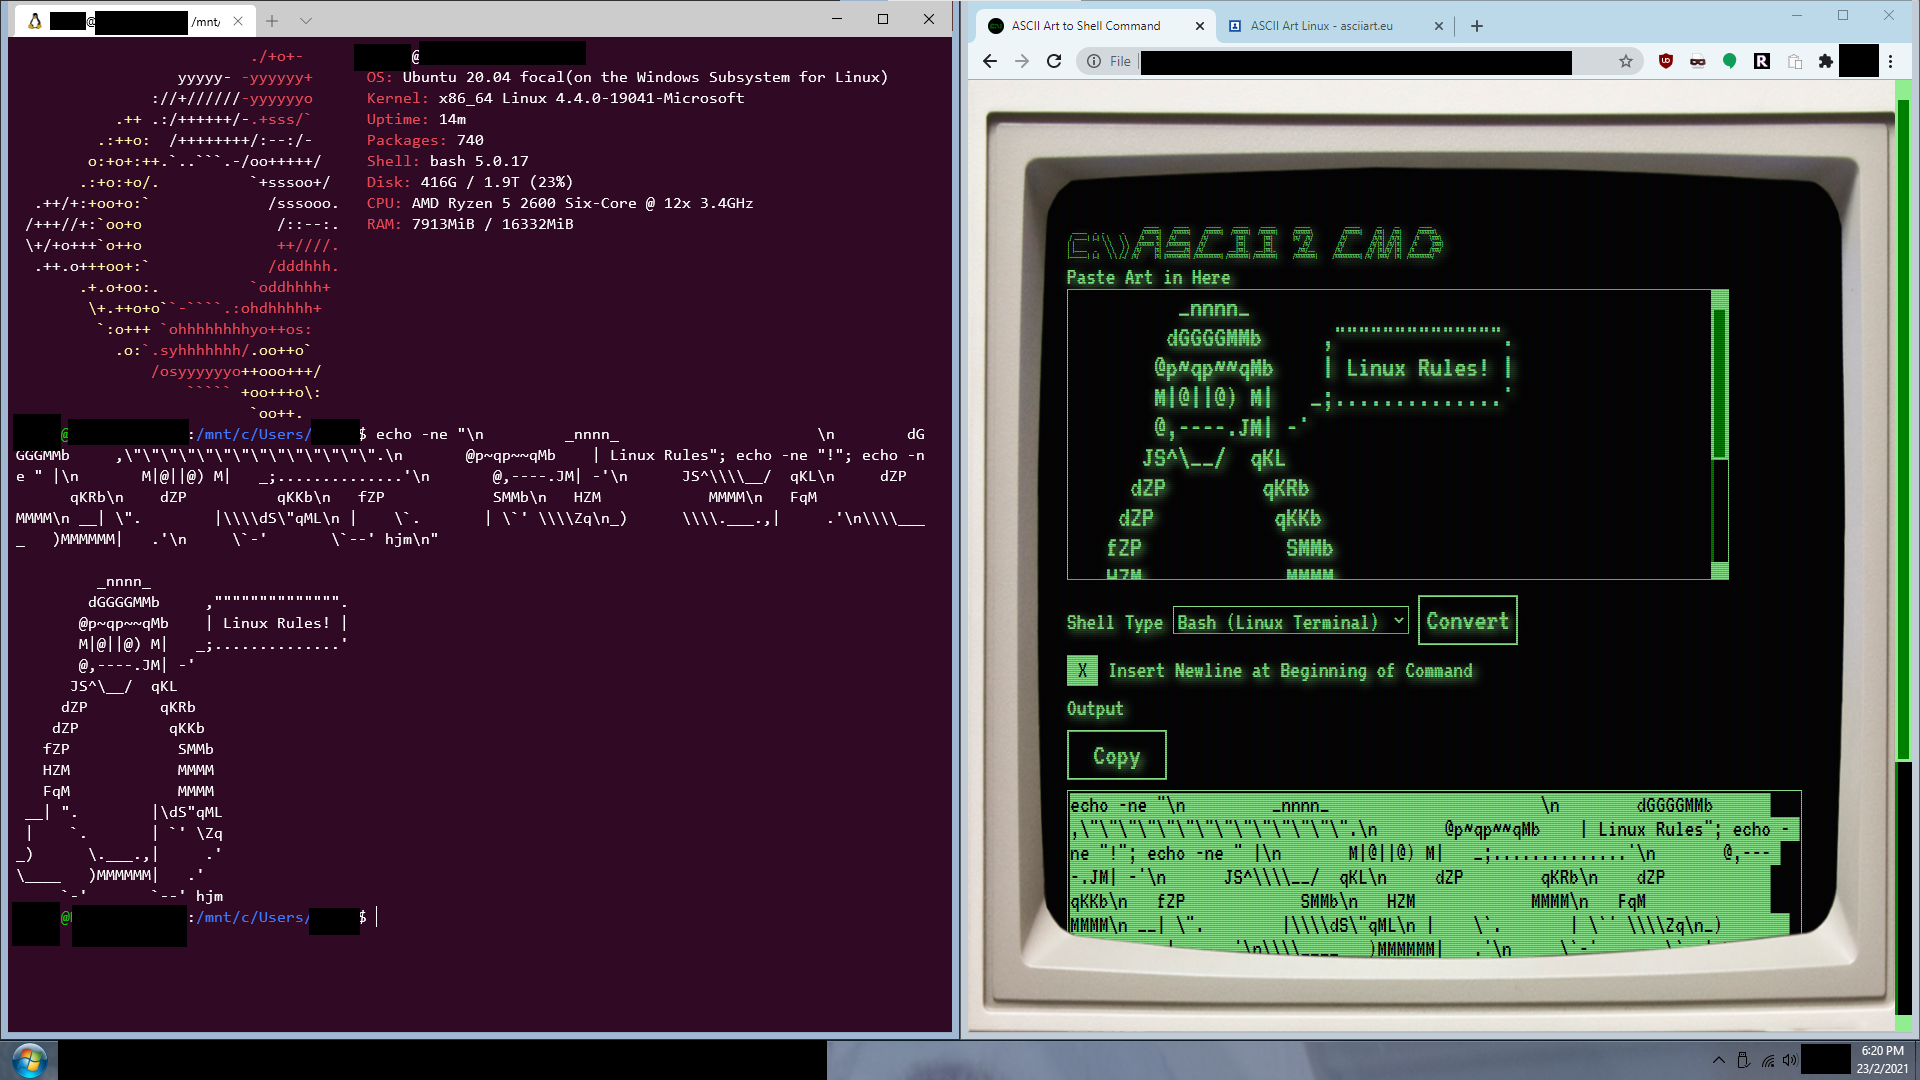 @ /mnt/
./+o+-
yyyyy- -yyyyyy+
://+//////-yyyyyyo
.++ .:/++++++/-.+sss/`
.:++o:  /++++++++/:--:/-
o:+o+:++.`..```.-/oo+++++/
.:+o:+o/.          `+sssoo+/
.++/+:+oo+o:`             /sssooo.
/+++//+:`oo+o               /::--:.
\+/+o+++`o++o               ++////.
.++.o+++oo+:`             /dddhhh.
.+.o+oo:.          `oddhhhh+
\+.++o+o``-````.:ohdhhhhh+
`:o+++ `ohhhhhhhhyo++os:
.o:`.syhhhhhhh/.oo++o`
/osyyyyyyo++ooo+++/
````` +oo+++o\:
`oo++.
@
OS: Ubuntu 20.04 focal(on the Windows Subsystem for Linux)
Kernel: x86_64 Linux 4.4.0-19041-Microsoft
Uptime: 14m
Packages: 740
Shell: bash 5.0.17
Disk: 416G / 1.9T (23%)
CPU: AMD Ryzen 5 2600 Six-Core @ 12x 3.4GHz
RAM: 7913MiB / 16332MiB
@ :/mnt/c/Users/ $ echo -ne "\n         _nnnn_                      \n        dG
GGGMMb     ,\"\"\"\"\"\"\"\"\"\"\"\"\"\".\n       @p~qp~~qMb    | Linux Rules"; echo -ne "!"; echo -n
e " |\n       M|@||@) M|   _;..............'\n       @,----.JM| -'\n      JS^\\\\__/  qKL\n     dZP
      qKRb\n    dZP          qKKb\n   fZP            SMMb\n   HZM            MMMM\n   FqM
MMMM\n __| \".        |\\\\dS\"qML\n |    \`.       | \`' \\\\Zq\n_)      \\\\.___.,|     .'\n\\\\___
_   )MMMMMM|   .'\n     \`-'       \`--' hjm\n"
         _nnnn_
        dGGGGMMb     ,"""""""""""""".
       @p~qp~~qMb    | Linux Rules! |
       M|@||@) M|   _;..............'
       @,----.JM| -'
      JS^\__/  qKL
     dZP        qKRb
    dZP          qKKb
   fZP            SMMb
   HZM            MMMM
   FqM            MMMM
 __| ".        |\dS"qML
 |    `.       | `' \Zq
_)      \.___.,|     .'
\____   )MMMMMM|   .'
     `-'       `--' hjm
@ :/mnt/c/Users/ $
ASCII Art to Shell Command
ASCII Art Linux - asciiart.eu
File
C:\\ASCII 2 CMD
Paste Art in Here
         _nnnn_
        dGGGGMMb     ,"""""""""""""".
       @p~qp~~qMb    | Linux Rules! |
       M|@||@) M|   _;..............'
       @,----.JM| -'
      JS^\__/  qKL
     dZP        qKRb
    dZP          qKKb
   fZP            SMMb
   HZM            MMMM
Shell Type Bash (Linux Terminal) Convert
X Insert Newline at Beginning of Command
Output
Copy
echo -ne "\n         _nnnn_                      \n        dGGGGMMb
,\"\"\"\"\"\"\"\"\"\"\"\"\"\".\n       @p~qp~~qMb    | Linux Rules"; echo -
ne "!"; echo -ne " |\n       M|@||@) M|   _;..............'\n       @,---
-.JM| -'\n      JS^\\\\__/  qKL\n     dZP        qKRb\n    dZP
qKKb\n   fZP            SMMb\n   HZM            MMMM\n   FqM
MMMM\n __| \".        |\\\\dS\"qML\n |    \`.       | \`' \\\\Zq\n_)
'\n\\\\____   )MMMMMM|   .'\n     \`-'       \`
6:20 PM
23/2/2021